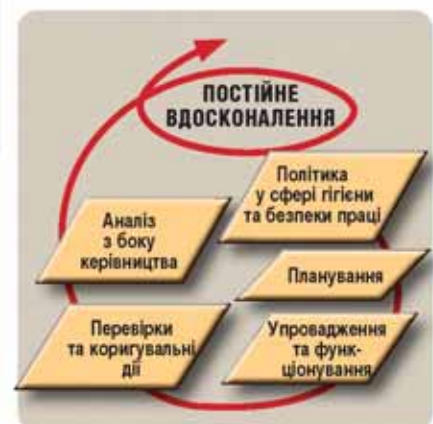 ПОСТІЙНЕ
ВДОСКОНАЛЕННЯ
Політика
у сфері гігієни
та безпеки праці
Планування
Упровадження
та функ-
ціонування
Перевірки
та коригувальні
дії
Аналіз
з боку
керівництва